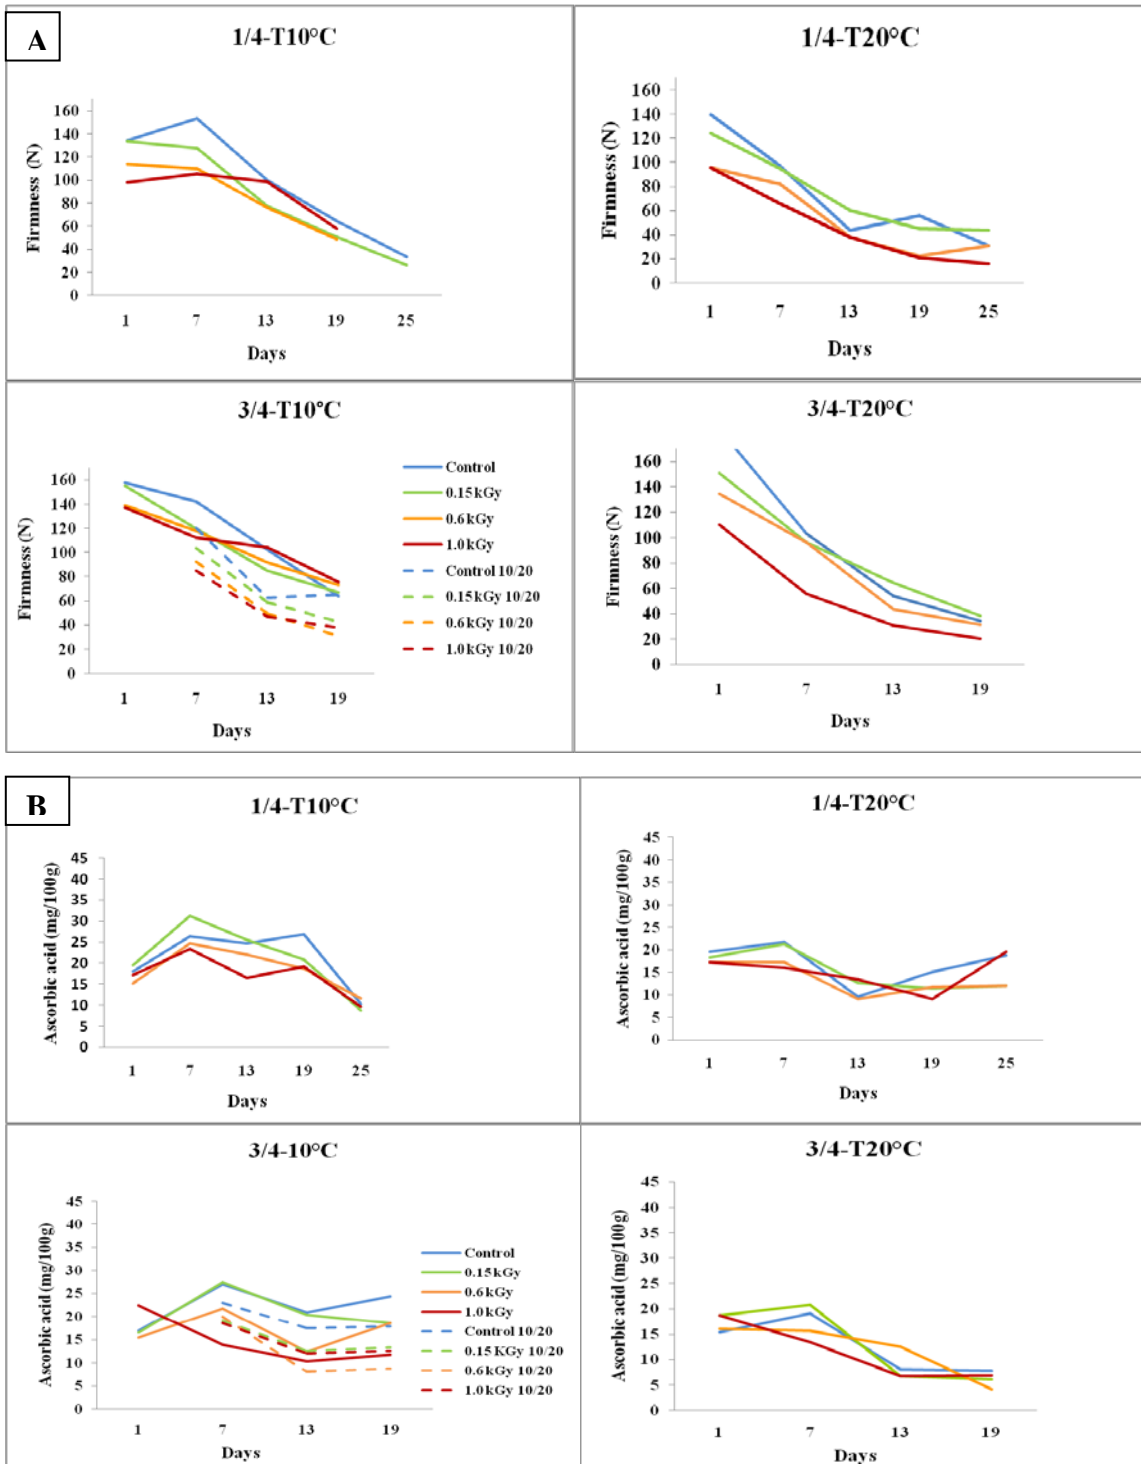 A
1/4-T10°C
Firmness (N)
160
140
120
100
80
60
40
20
0
1 7 13 19 25
Days
1/4-T20°C
Firmness (N)
160
140
120
100
80
60
40
20
0
1 7 13 19 25
Days
3/4-T10°C
Firmness (N)
160
140
120
100
80
60
40
20
0
1 7 13 19
Days
Control
0.15kGy
0.6kGy
1.0kGy
Control 10/20
0.15kGy 10/20
0.6kGy 10/20
1.0kGy 10/20
3/4-T20°C
Firmness (N)
160
140
120
100
80
60
40
20
0
1 7 13 19
Days
B
1/4-T10°C
Ascorbic acid (mg/100g)
45
40
35
30
25
20
15
10
5
0
1 7 13 19 25
Days
1/4-T20°C
Ascorbic acid (mg/100g)
45
40
35
30
25
20
15
10
5
0
1 7 13 19 25
Days
3/4-10°C
Ascorbic acid (mg/100g)
45
40
35
30
25
20
15
10
5
0
1 7 13 19
Days
Control
0.15kGy
0.6kGy
1.0kGy
Control 10/20
0.15 KGy 10/20
0.6kGy 10/20
1.0kGy 10/20
3/4-T20°C
Ascorbic acid (mg/100g)
45
40
35
30
25
20
15
10
5
0
1 7 13 19
Days